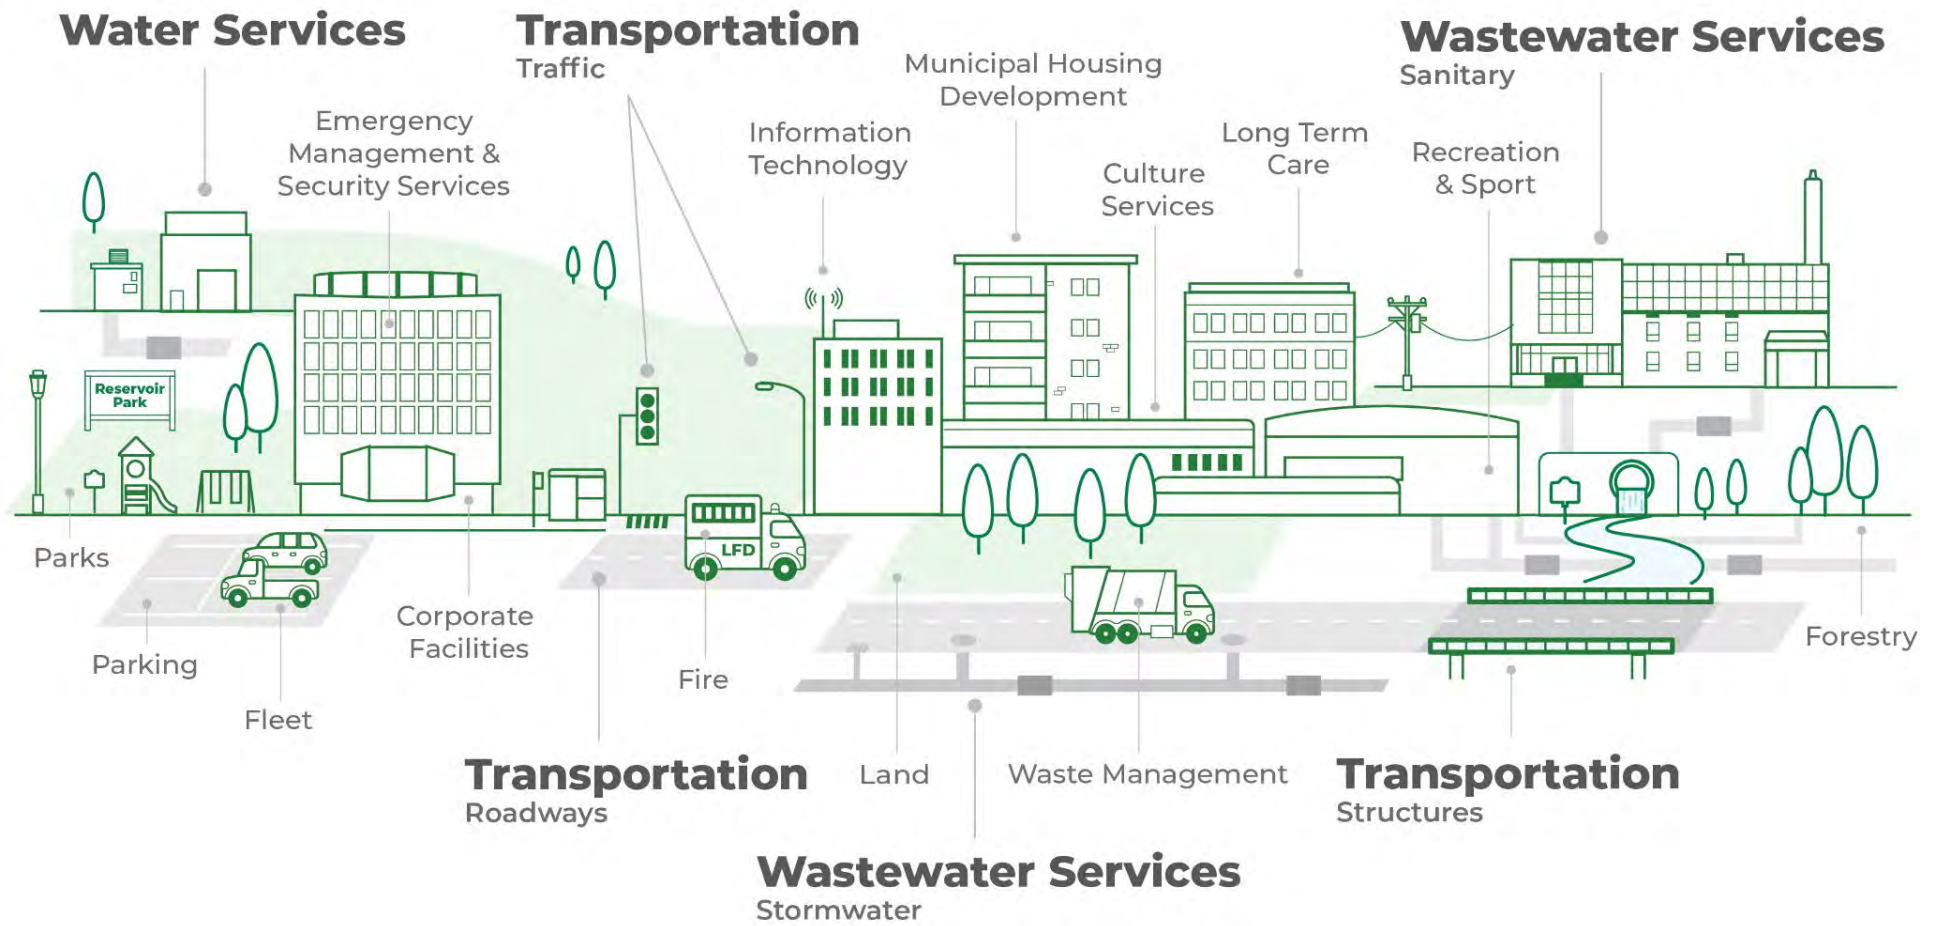 Water Services
Transportation
Traffic
Wastewater Services
Sanitary
Municipal Housing
Development
Emergency
Management &
Security Services
Information
Technology
Long Term
Care
Recreation
& Sport
Culture
Services
Reservoir
Park
LFD
Parks
Parking
Fleet
Corporate
Facilities
Fire
Forestry
Transportation
Roadways
Land
Waste Management
Transportation
Structures
Wastewater Services
Stormwater